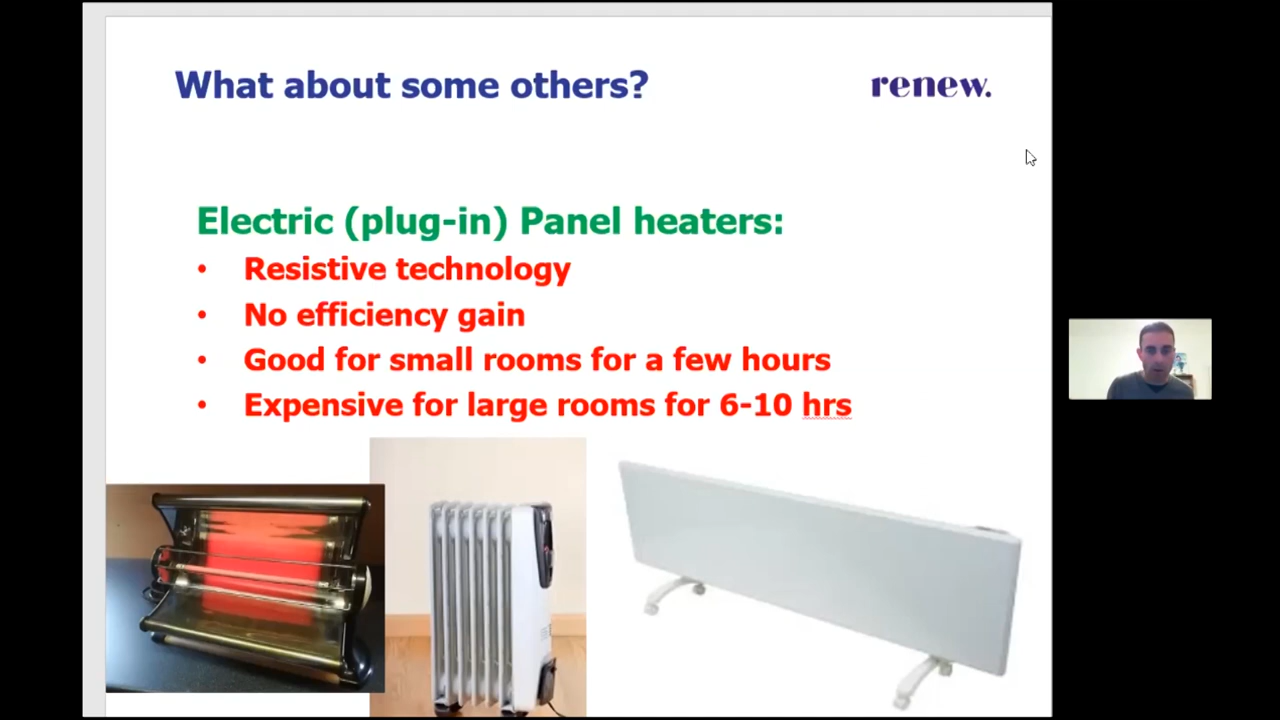 What about some others?
renew.
Electric (plug-in) Panel heaters:
• Resistive technology
• No efficiency gain
• Good for small rooms for a few hours
• Expensive for large rooms for 6-10 hrs